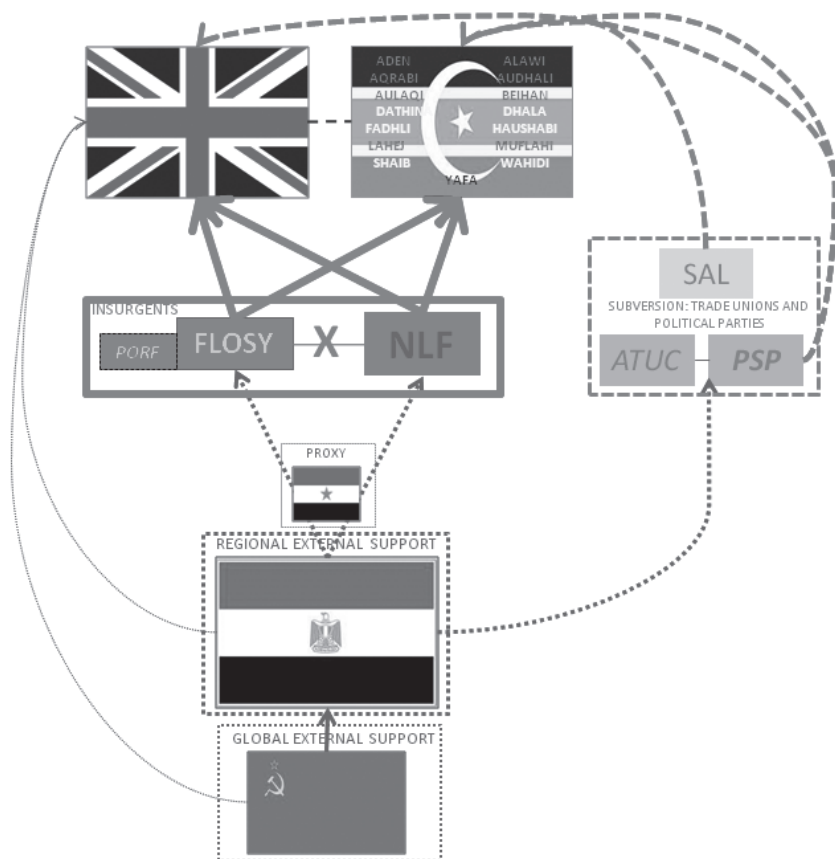 ADEN ALAWI
AQRABI AUDHALI
AULAQI BEIHAN
DATHINA DHALA
FADHLI HAUSHABI
LAHEJ MUFLAHI
SHAIB WAHIDI
YAFA
INSURGENTS
PORF FLOSY X NLF
SAL
SUBVERSION: TRADE UNIONS AND
POLITICAL PARTIES
ATUC PSP
PROXY
REGIONAL EXTERNAL SUPPORT
GLOBAL EXTERNAL SUPPORT